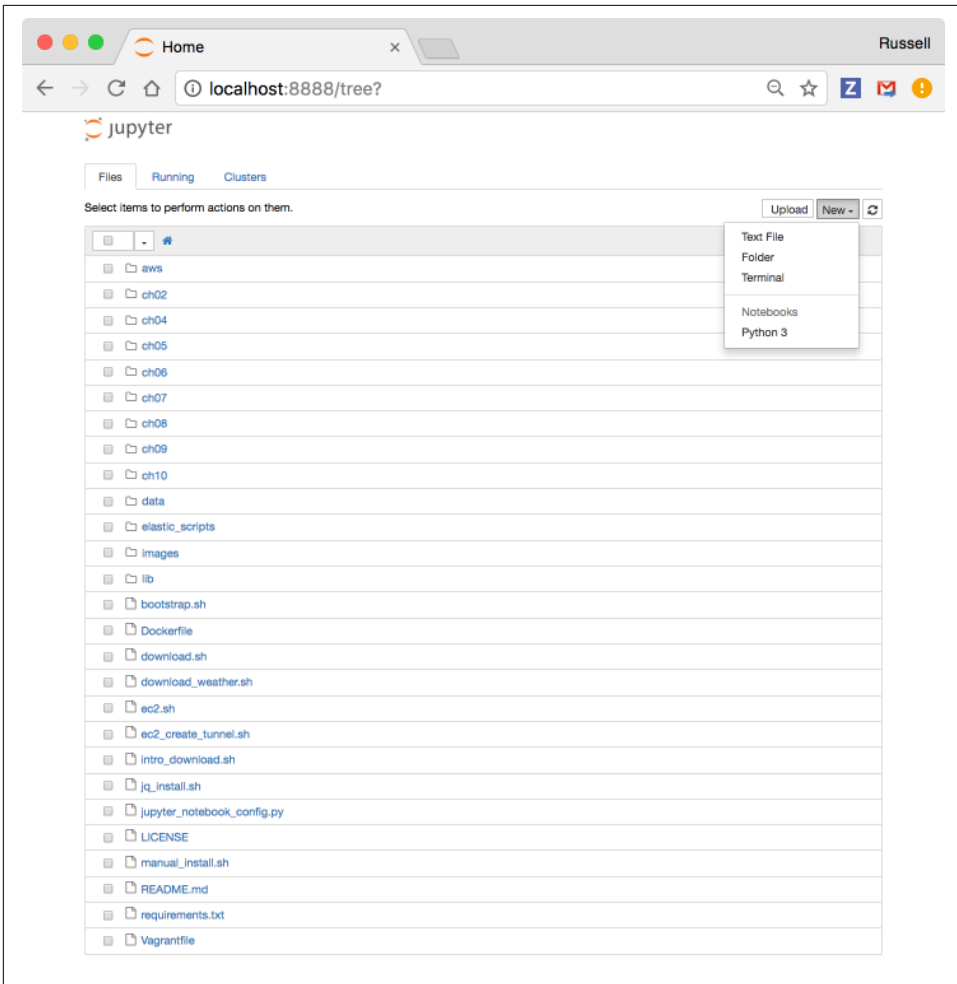 Home
×
Russell
localhost:8888/tree?
Z
jupyter
Files Running Clusters
Select items to perform actions on them.
Upload New
Text File
Folder
Terminal
Notebooks
Python 3
aws
ch02
ch04
ch05
ch06
ch07
ch08
ch09
ch10
data
elastic_scripts
images
lib
bootstrap.sh
Dockerfile
download.sh
download_weather.sh
ec2.sh
ec2_create_tunnel.sh
intro_download.sh
jq_install.sh
jupyter_notebook_config.py
LICENSE
manual_install.sh
README.md
requirements.txt
Vagrantfile